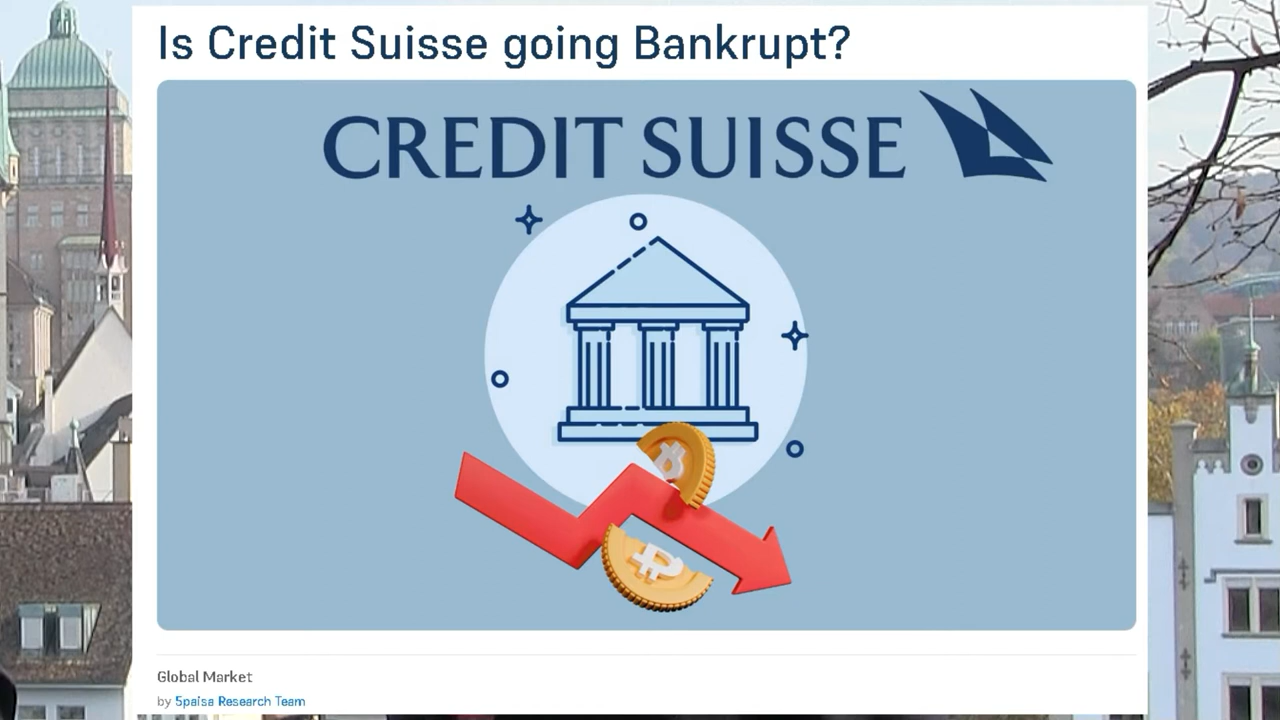 Is Credit Suisse going Bankrupt?
CREDIT SUISSE
Global Market
by 5paisa Research Team